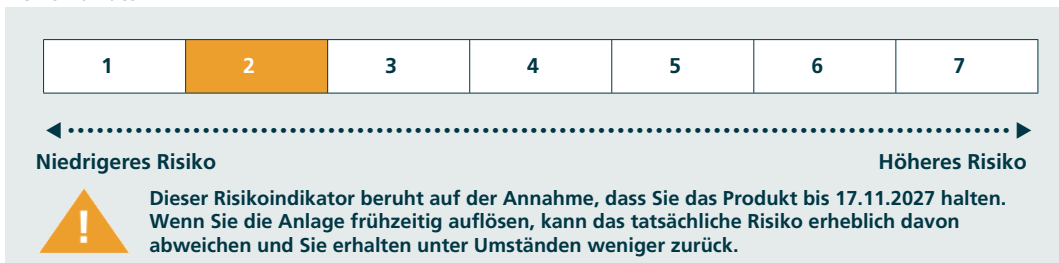 1 2 3 4 5 6 7
Niedrigeres Risiko Höheres Risiko
! Dieser Risikoindikator beruht auf der Annahme, dass Sie das Produkt bis 17.11.2027 halten.
Wenn Sie die Anlage frühzeitig auflösen, kann das tatsächliche Risiko erheblich davon
abweichen und Sie erhalten unter Umständen weniger zurück.